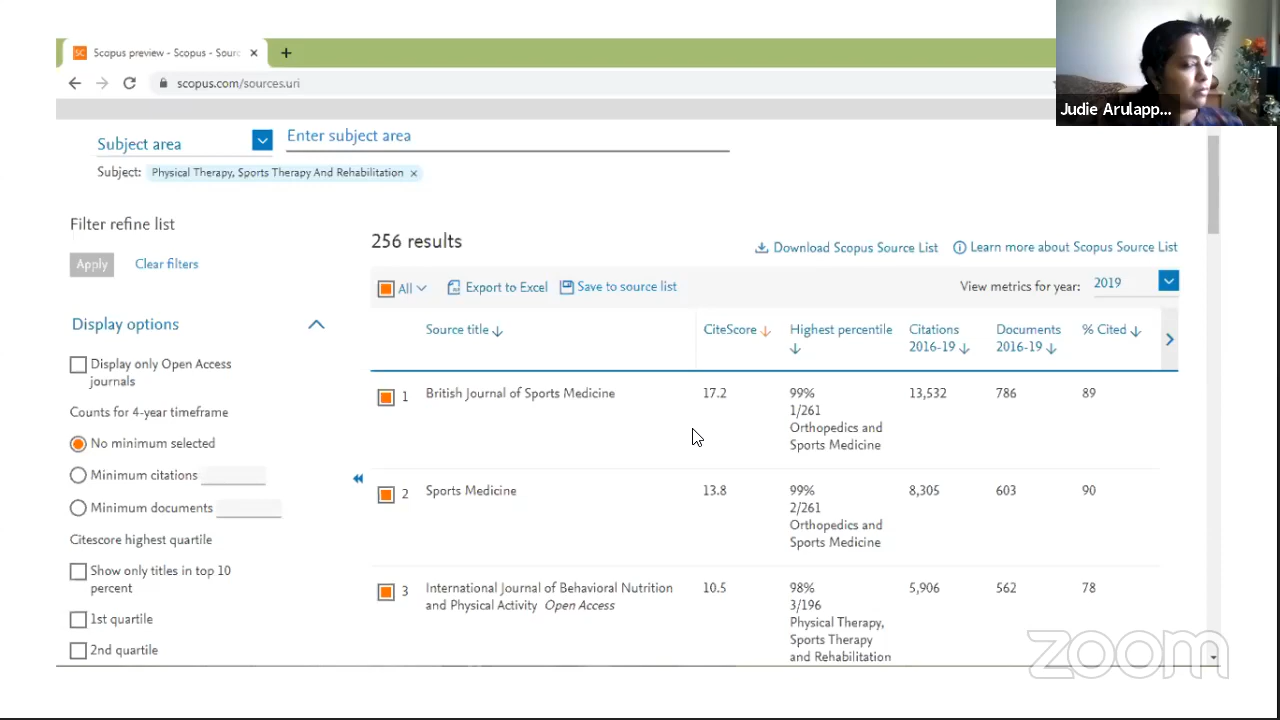 Scopus preview - Scopus - Sourc
scopus.com/sources.uri
Judie Arulapp...
Subject area
Enter subject area
Subject: Physical Therapy, Sports Therapy And Rehabilitation
Filter refine list
Apply Clear filters
256 results
Download Scopus Source List Learn more about Scopus Source List
All Export to Excel Save to source list View metrics for year: 2019
Display options
Display only Open Access
journals
Counts for 4-year timeframe
No minimum selected
Minimum citations
Minimum documents
Citescore highest quartile
Show only titles in top 10
percent
1st quartile
2nd quartile
Source title CiteScore Highest percentile Citations Documents % Cited
2016-19 2016-19
1 British Journal of Sports Medicine 17.2 99% 13,532 786 89
1/261
Orthopedics and
Sports Medicine
2 Sports Medicine 13.8 99% 8,305 603 90
2/261
Orthopedics and
Sports Medicine
3 International Journal of Behavioral Nutrition 10.5 98% 5,906 562 78
and Physical Activity Open Access 3/196
Physical Therapy,
Sports Therapy
and Rehabilitation
zoom